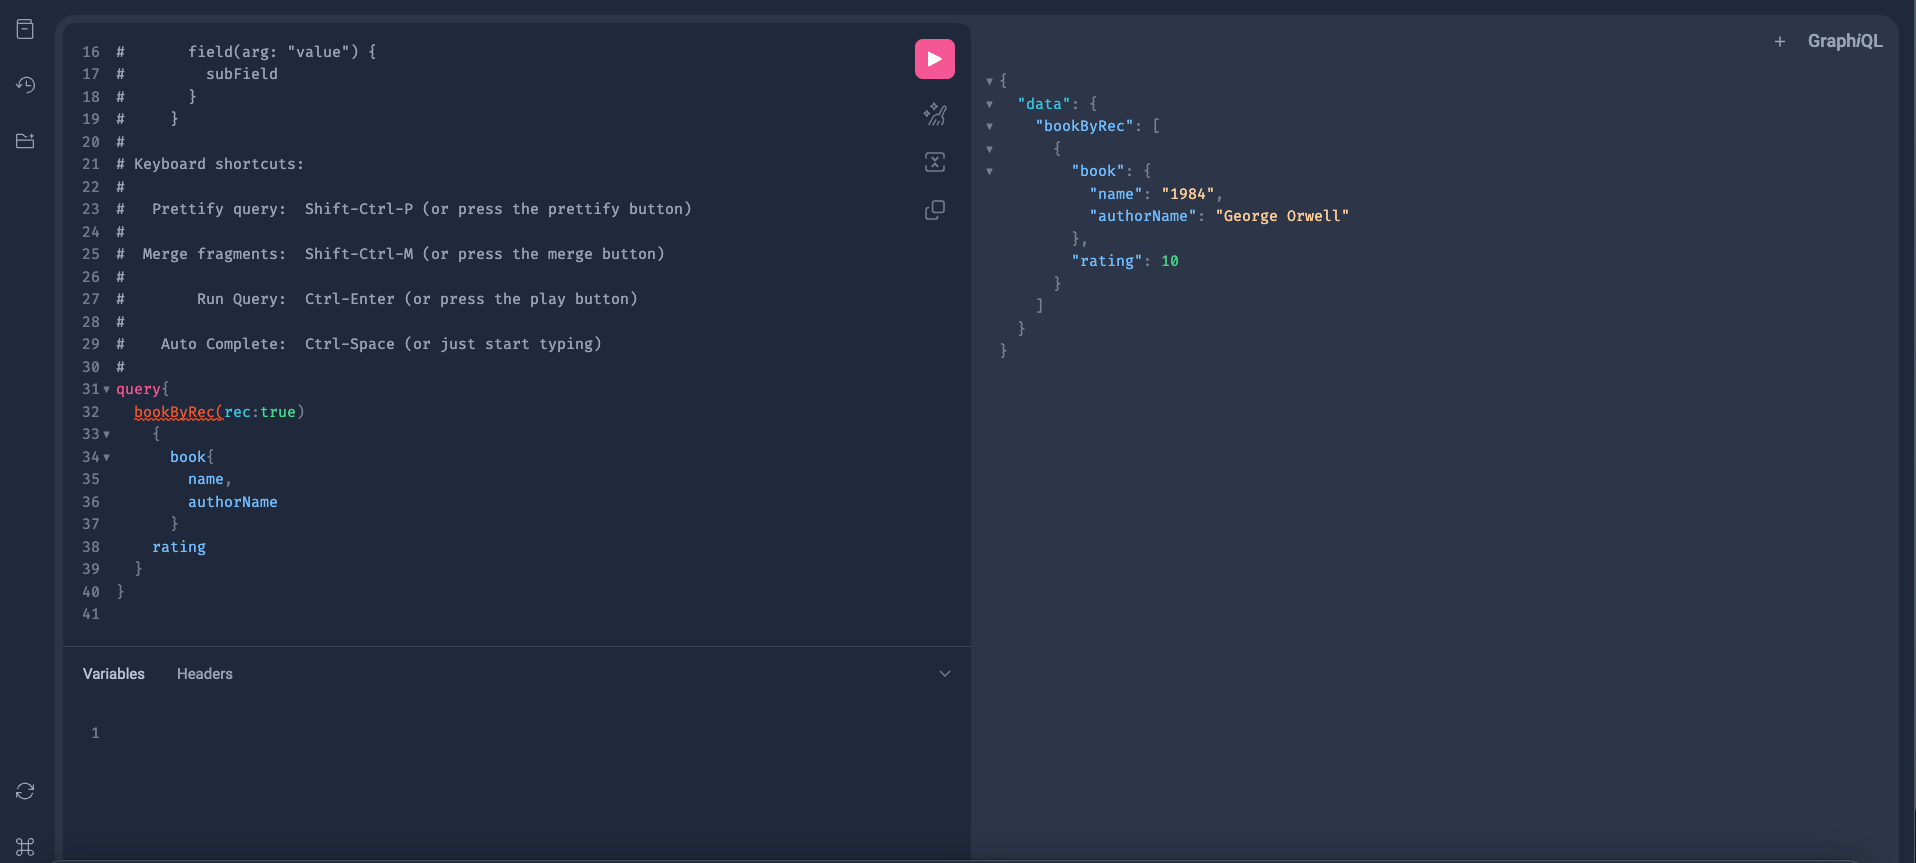 16 #       field(arg: "value") {
17 #         subField
18 #       }
19 #     }
20 #
21 # Keyboard shortcuts:
22 #
23 #   Prettify query:  Shift-Ctrl-P (or press the prettify button)
24 #
25 #  Merge fragments:  Shift-Ctrl-M (or press the merge button)
26 #
27 #        Run Query:  Ctrl-Enter (or press the play button)
28 #
29 #    Auto Complete:  Ctrl-Space (or just start typing)
30 #
31 query{
32   bookByRec(rec:true)
33     {
34       book{
35         name,
36         authorName
37       }
38     rating
39   }
40 }
41
Variables Headers
1
+ GraphiQL
{
  "data": {
    "bookByRec": [
      {
        "book": {
          "name": "1984",
          "authorName": "George Orwell"
        },
        "rating": 10
      }
    ]
  }
}